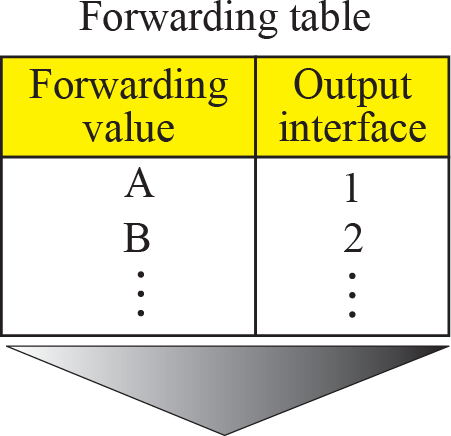 Forwarding table
Forwarding value Output interface
A 1
B 2
⋮ ⋮